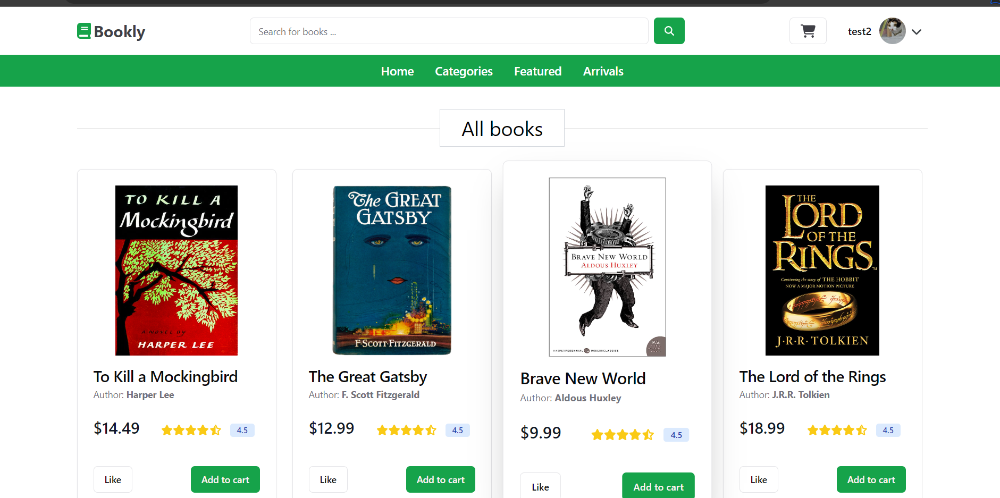 Bookly
Search for books ...
test2
Home Categories Featured Arrivals
All books
TO KILL A
Mockingbird
A NOVEL BY
HARPER LEE
To Kill a Mockingbird
Author: Harper Lee
$14.49
4.5
Like
Add to cart
The GREAT
GATSBY
F·SCOTT·FITZGERALD
The Great Gatsby
Author: F. Scott Fitzgerald
$12.99
4.5
Like
Add to cart
BRAVE NEW WORLD
ALDOUS HUXLEY
P.S.
HARPERPERENNIAL MODERNCLASSICS
Brave New World
Author: Aldous Huxley
$9.99
4.5
Like
Add to cart
THE
LORD
OF THE
RINGS™
Continuing the story of THE HOBBIT
NOW A MAJOR MOTION PICTURE
J·R·R·TOLKIEN
The Lord of the Rings
Author: J.R.R. Tolkien
$18.99
4.5
Like
Add to cart